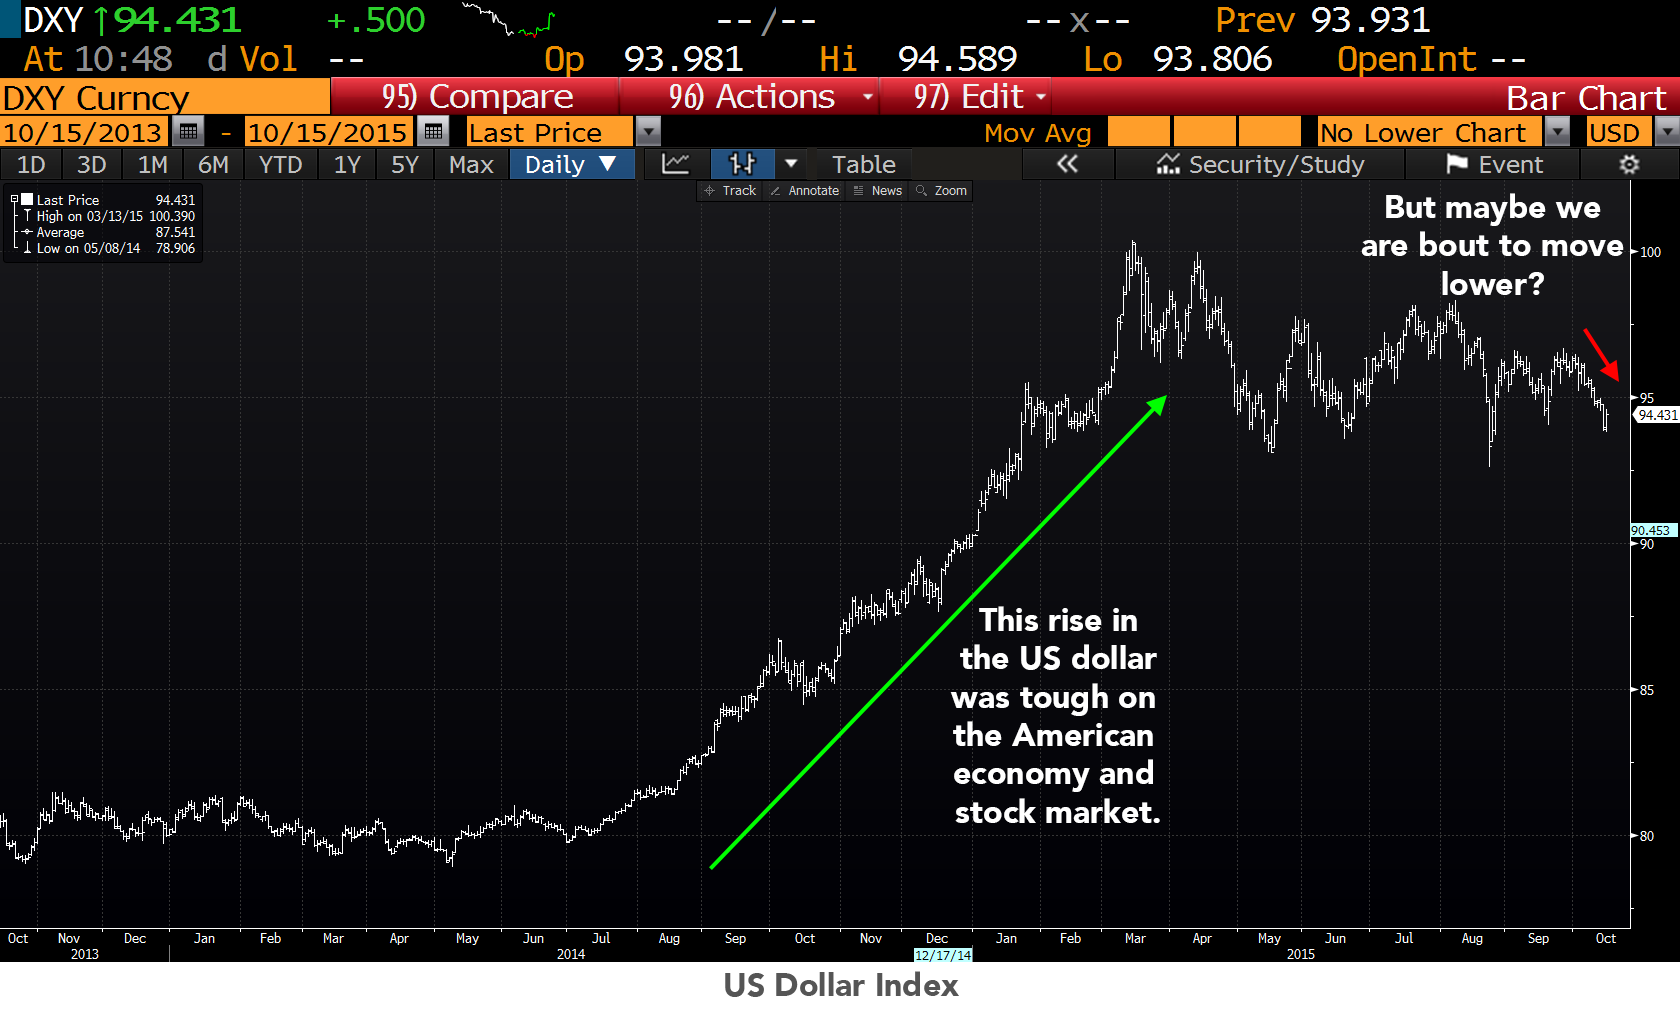 DXY ↑94.431 +.500 --/-- --x-- Prev 93.931
At 10:48 d Vol -- Op 93.981 Hi 94.589 Lo 93.806 OpenInt --
DXY Curncy 95) Compare 96) Actions 97) Edit Bar Chart
10/15/2013 - 10/15/2015 Last Price Mov Avg No Lower Chart USD
1D 3D 1M 6M YTD 1Y 5Y Max Daily ▼ Table « Security/Study Event
Track Annotate News Zoom
Last Price 94.431
High on 03/13/15 100.390
Average 87.541
Low on 05/08/14 78.906
But maybe we
are bout to move
lower?
100
95
94.431
90.453
90
85
80
This rise in
the US dollar
was tough on
the American
economy and
stock market.
Oct Nov Dec Jan Feb Mar Apr May Jun Jul Aug Sep Oct Nov Dec Jan Feb Mar Apr May Jun Jul Aug Sep Oct
2013 2014 12/17/14 2015
US Dollar Index